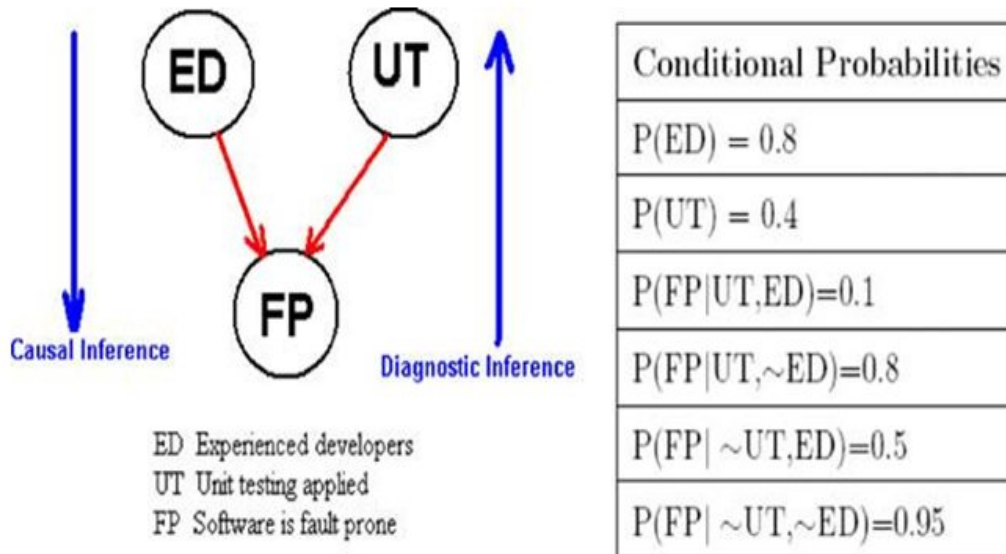 ED
UT
FP
Causal Inference
Diagnostic Inference
ED Experienced developers
UT Unit testing applied
FP Software is fault prone
Conditional Probabilities
P(ED) = 0.8
P(UT) = 0.4
P(FP|UT,ED)=0.1
P(FP|UT,~ED)=0.8
P(FP| ~UT,ED)=0.5
P(FP| ~UT,~ED)=0.95